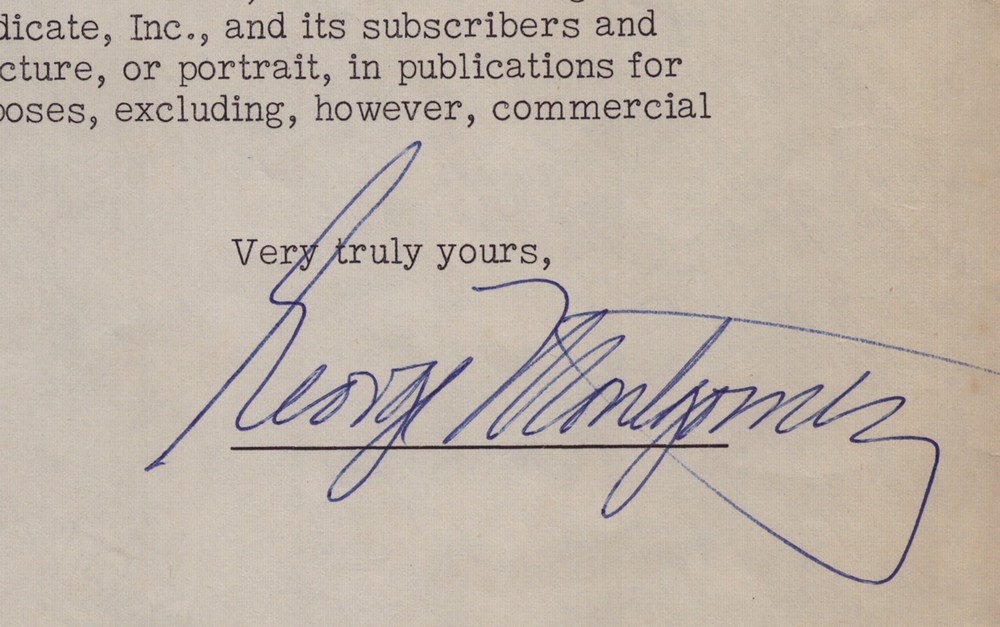 dicate, Inc., and its subscribers and
cture, or portrait, in publications for
poses, excluding, however, commercial
Very truly yours,
George Montgomery